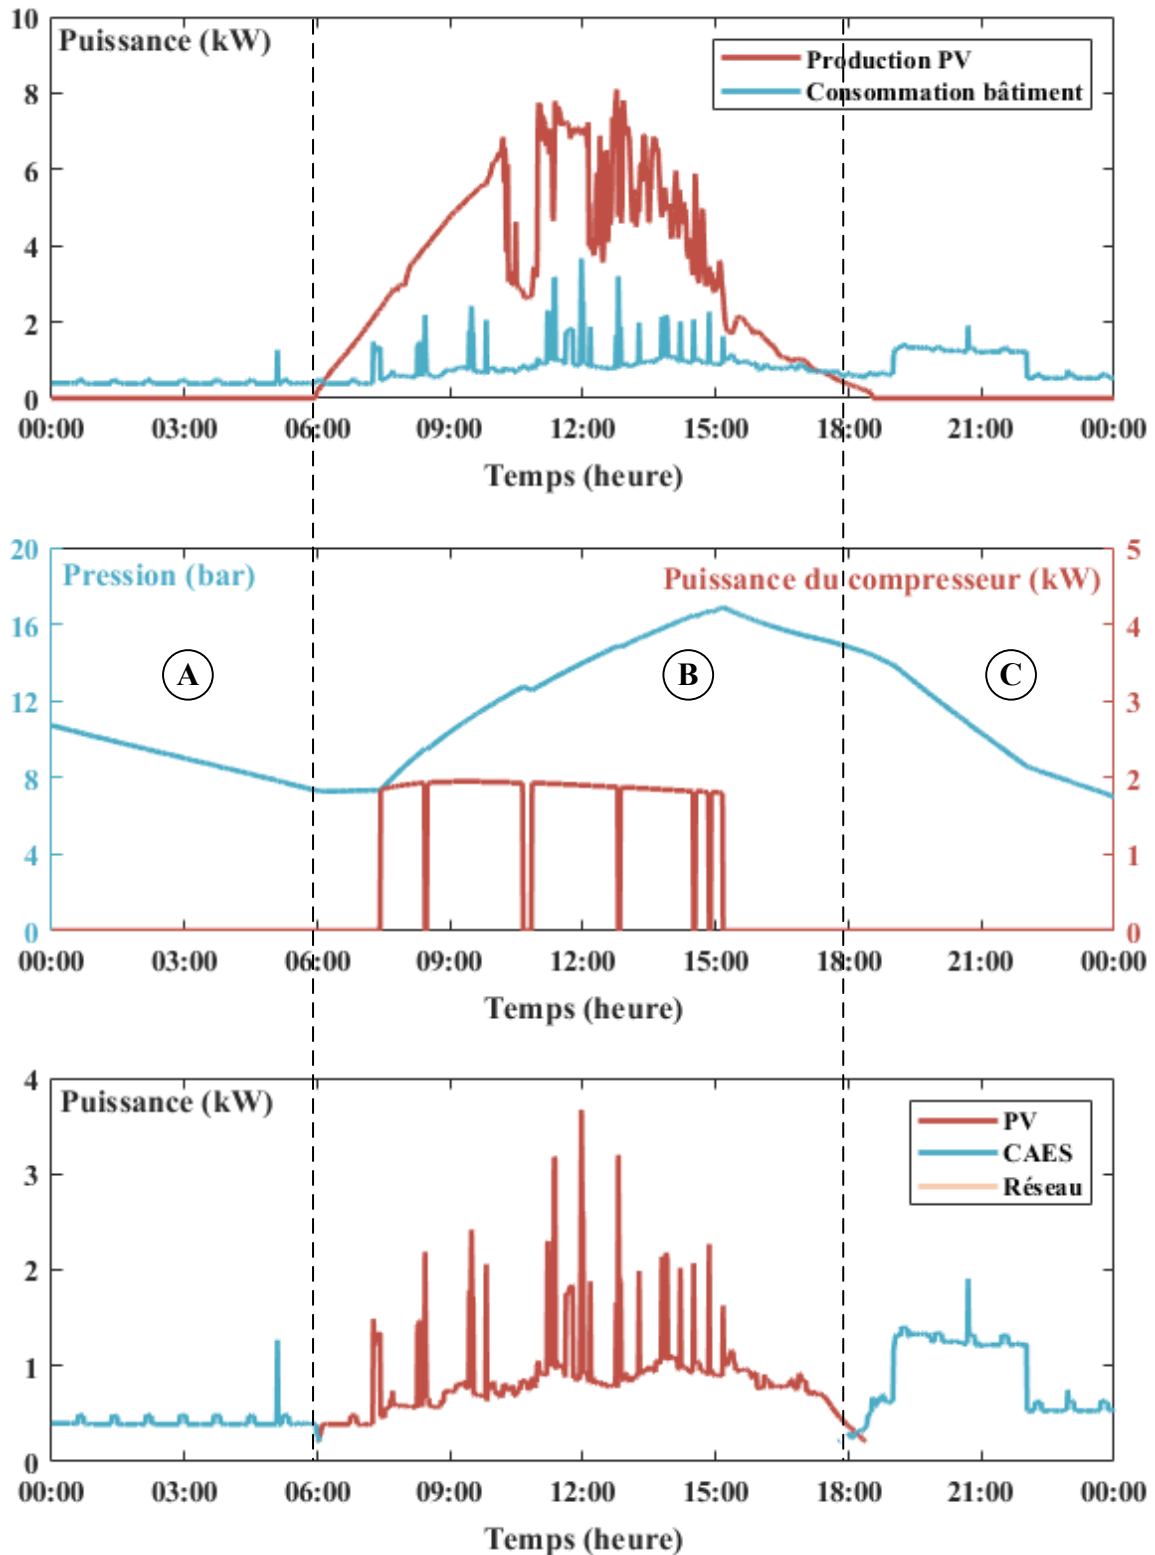 10
Puissance (kW)
Production PV
Consommation bâtiment
8
6
4
2
0
00:00 03:00 06:00 09:00 12:00 15:00 18:00 21:00 00:00
Temps (heure)
20 5
Pression (bar) Puissance du compresseur (kW)
16 4
A B C
12 3
8 2
4 1
0 0
00:00 03:00 06:00 09:00 12:00 15:00 18:00 21:00 00:00
Temps (heure)
4
Puissance (kW)
PV
CAES
Réseau
3
2
1
0
00:00 03:00 06:00 09:00 12:00 15:00 18:00 21:00 00:00
Temps (heure)